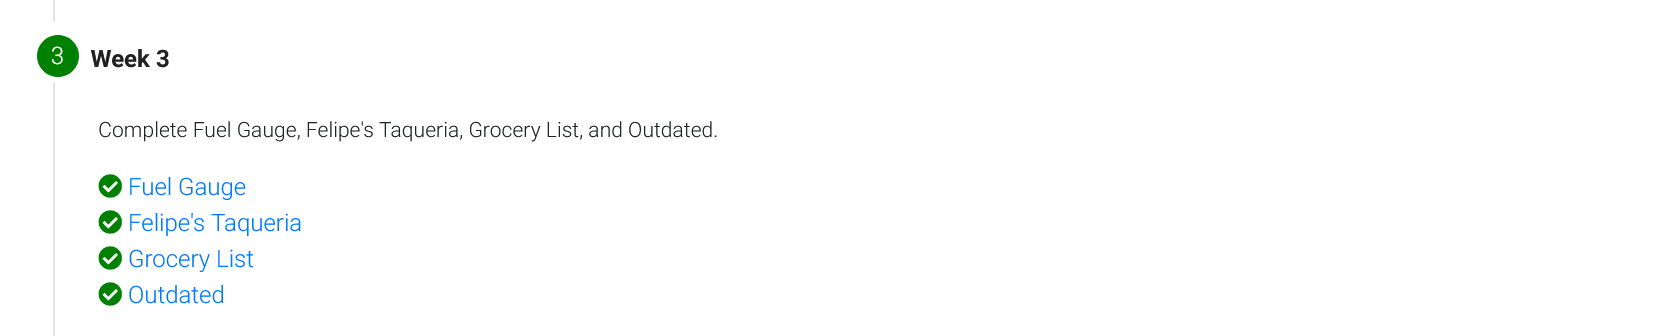 3 Week 3
Complete Fuel Gauge, Felipe's Taqueria, Grocery List, and Outdated.
Fuel Gauge
Felipe's Taqueria
Grocery List
Outdated